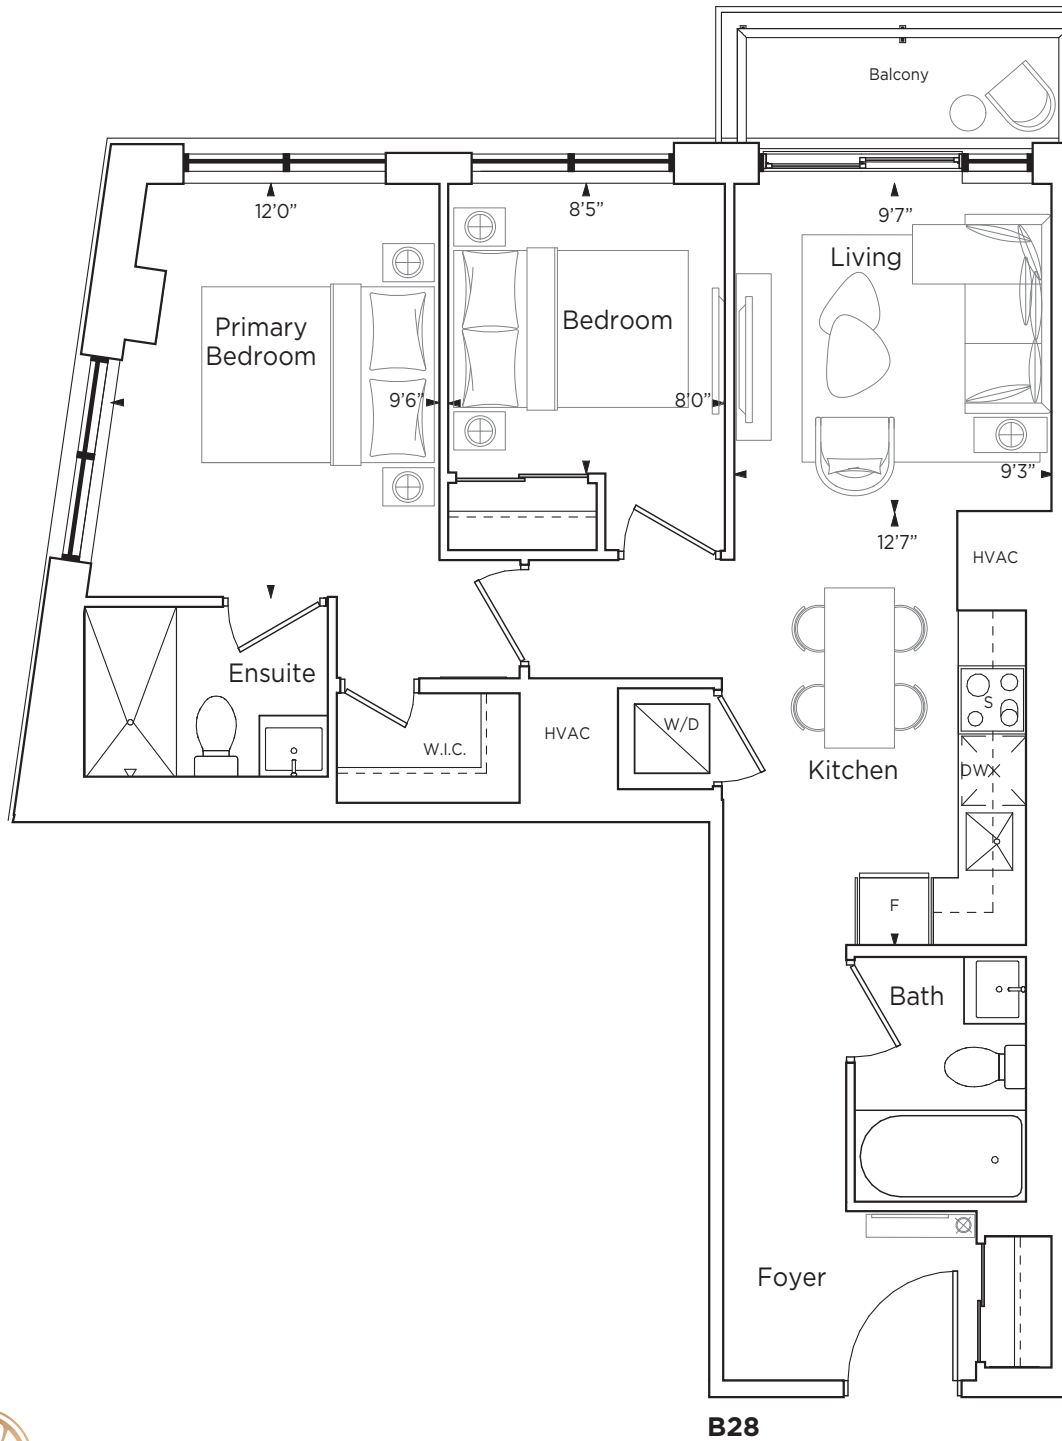 Balcony
12'0"
8'5"
9'7"
Living
Primary
Bedroom
Bedroom
9'6"
8'0"
9'3"
12'7"
HVAC
Ensuite
W.I.C.
HVAC
W/D
S
Kitchen
DW
F
Bath
Foyer
B28